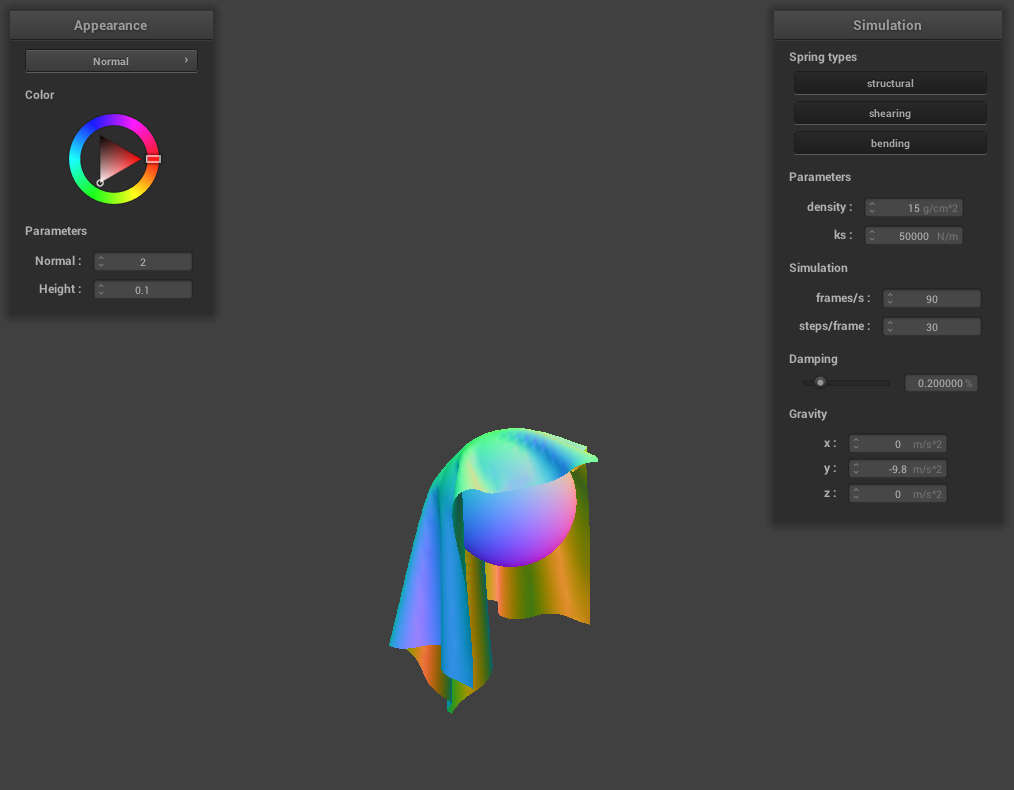 Appearance
Normal ›
Color
Parameters
Normal : 2
Height : 0.1
Simulation
Spring types
structural
shearing
bending
Parameters
density : 15 g/cm^2
ks : 50000 N/m
Simulation
frames/s : 90
steps/frame : 30
Damping
0.200000 %
Gravity
x : 0 m/s^2
y : -9.8 m/s^2
z : 0 m/s^2